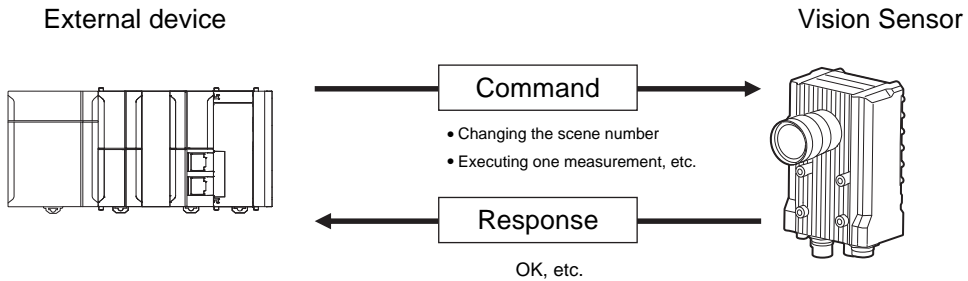 External device
Vision Sensor
Command
• Changing the scene number
• Executing one measurement, etc.
Response
OK, etc.